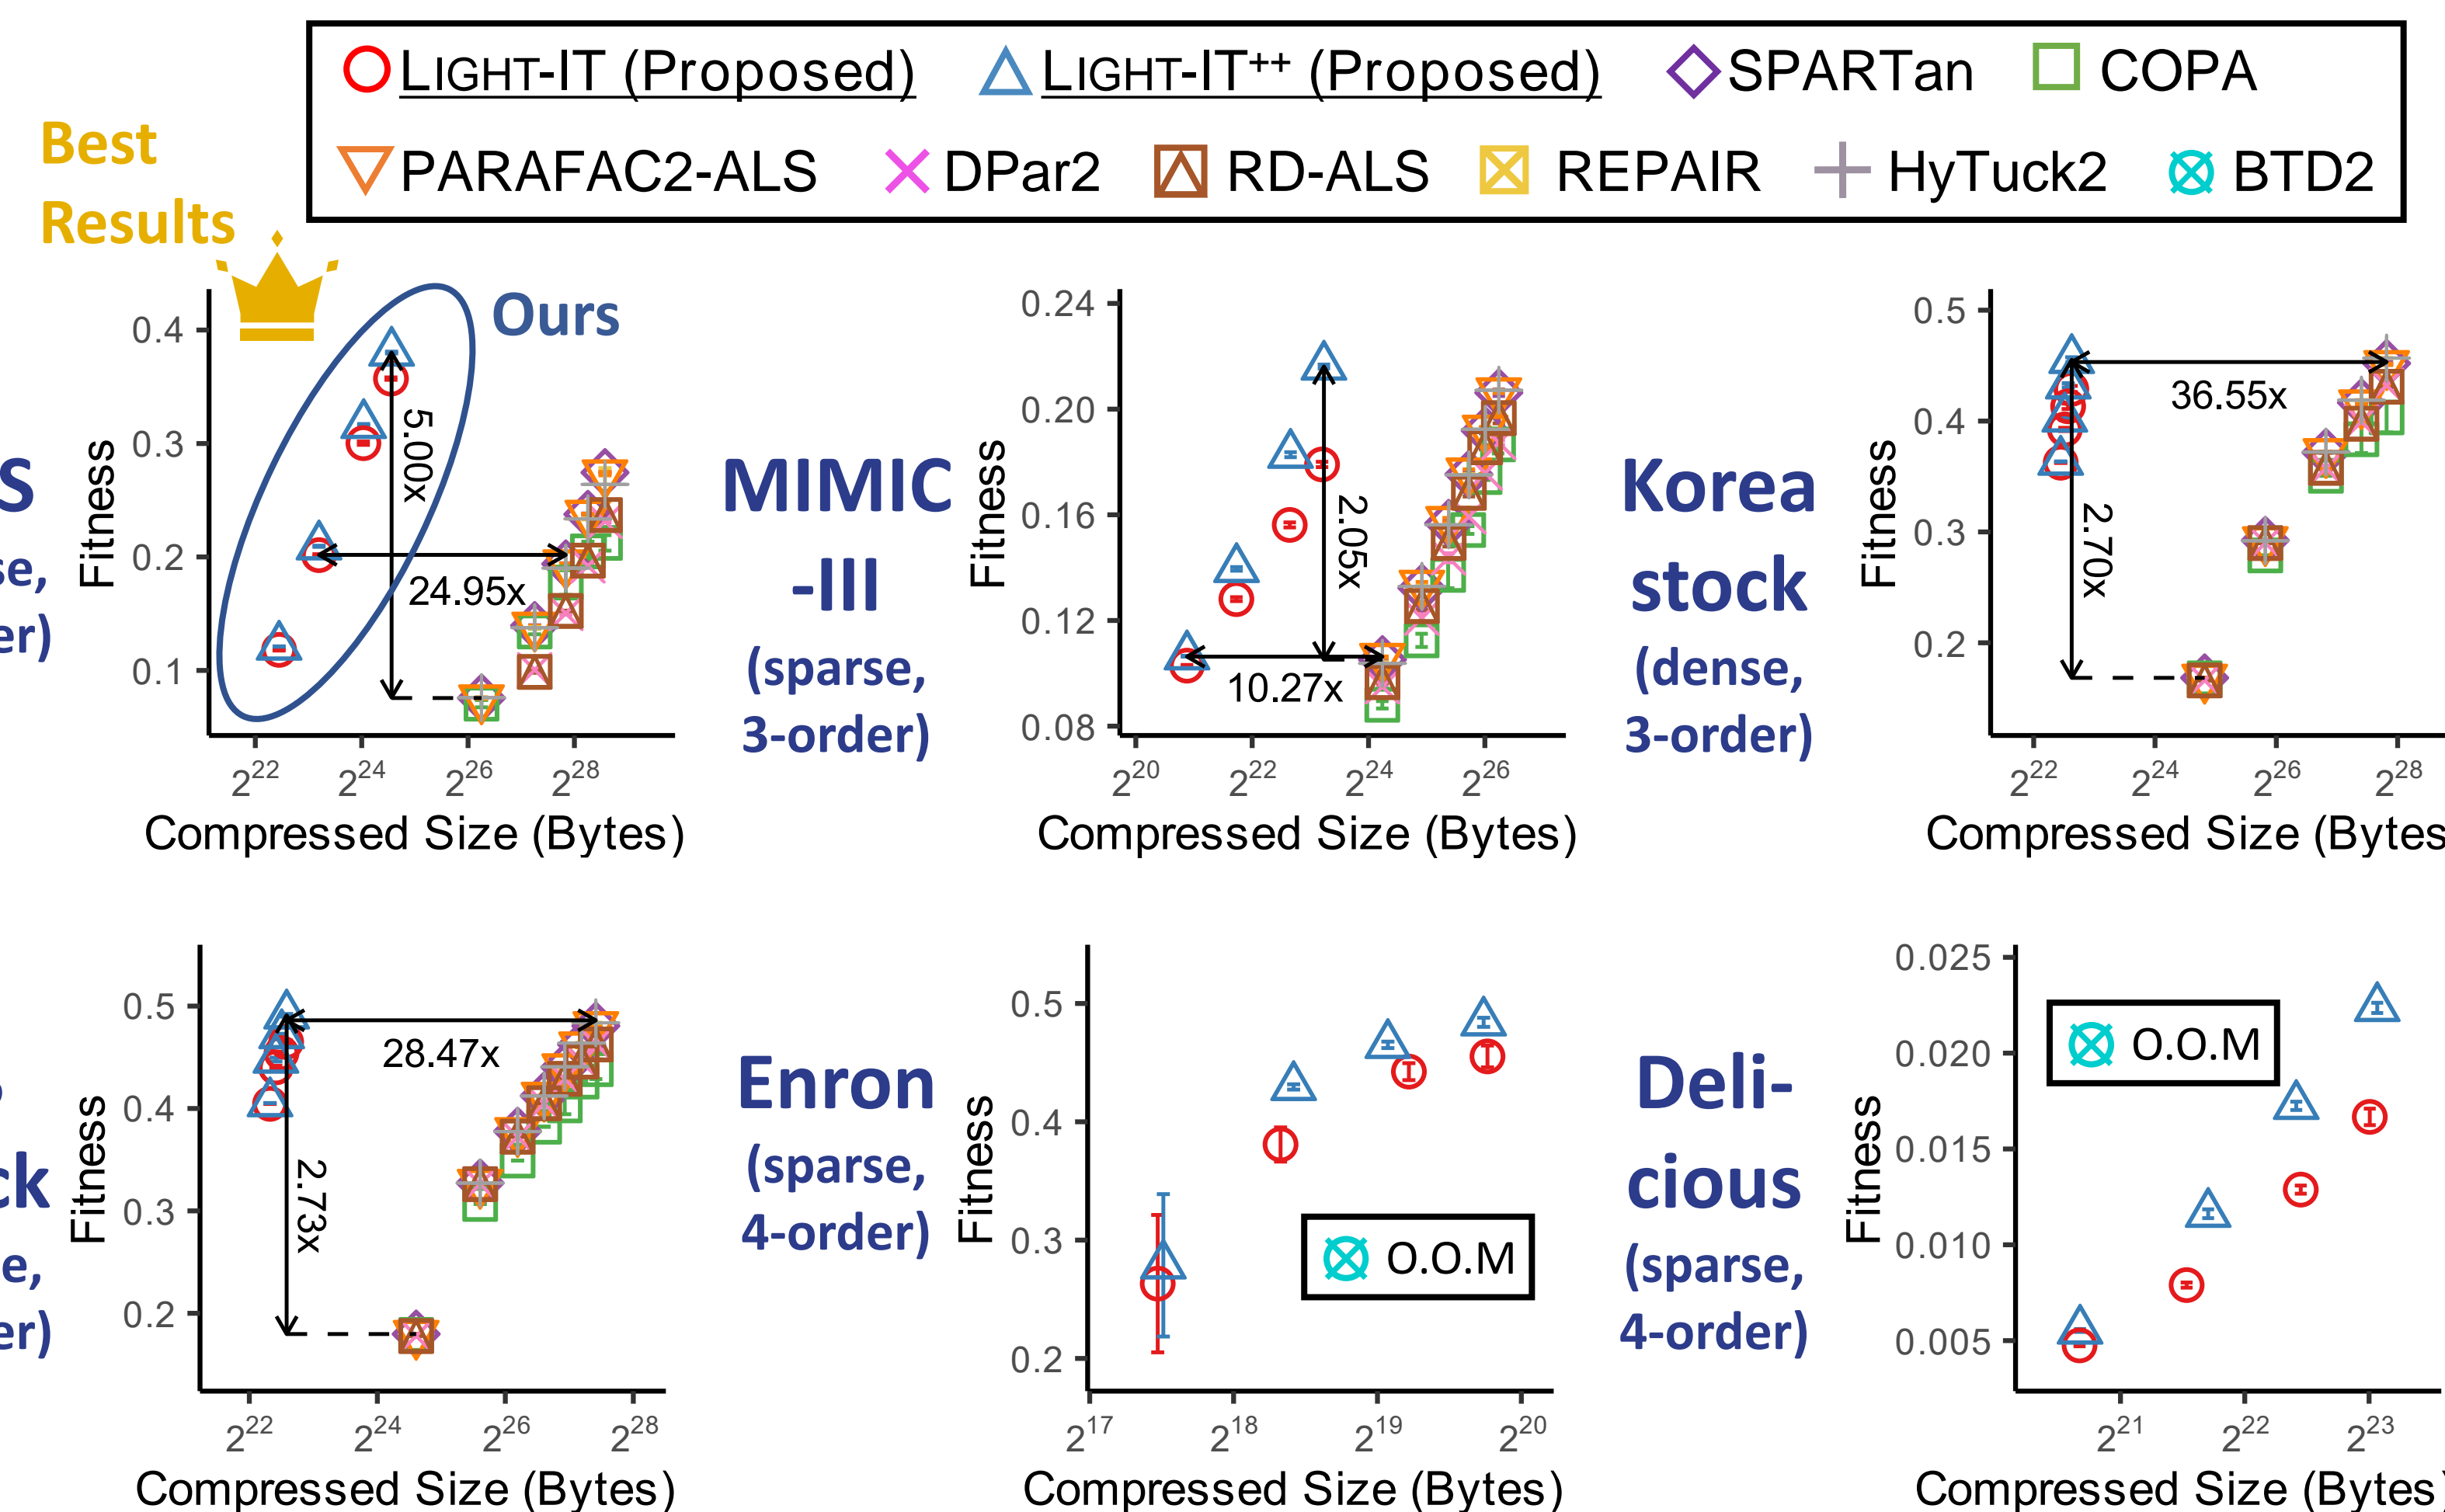 LIGHT-IT (Proposed) LIGHT-IT++ (Proposed) SPARTan COPA
PARAFAC2-ALS DPar2 RD-ALS REPAIR HyTuck2 BTD2
Best
Results
Ours
Fitness
0.4
0.3
0.2
0.1
5.00x
24.95x
2^22 2^24 2^26 2^28
Compressed Size (Bytes)
MIMIC
-III
(sparse,
3-order)
Fitness
0.24
0.20
0.16
0.12
0.08
2.05x
10.27x
2^20 2^22 2^24 2^26
Compressed Size (Bytes)
Korea
stock
(dense,
3-order)
Fitness
0.5
0.4
0.3
0.2
36.55x
2.70x
2^22 2^24 2^26 2^28
Compressed Size (Bytes
Fitness
0.5
0.4
0.3
0.2
28.47x
2.73x
2^22 2^24 2^26 2^28
Compressed Size (Bytes)
Enron
(sparse,
4-order)
Fitness
0.5
0.4
0.3
0.2
O.O.M
2^17 2^18 2^19 2^20
Compressed Size (Bytes)
Deli-
cious
(sparse,
4-order)
Fitness
0.025
0.020
0.015
0.010
0.005
O.O.M
2^21 2^22 2^23
Compressed Size (Bytes)